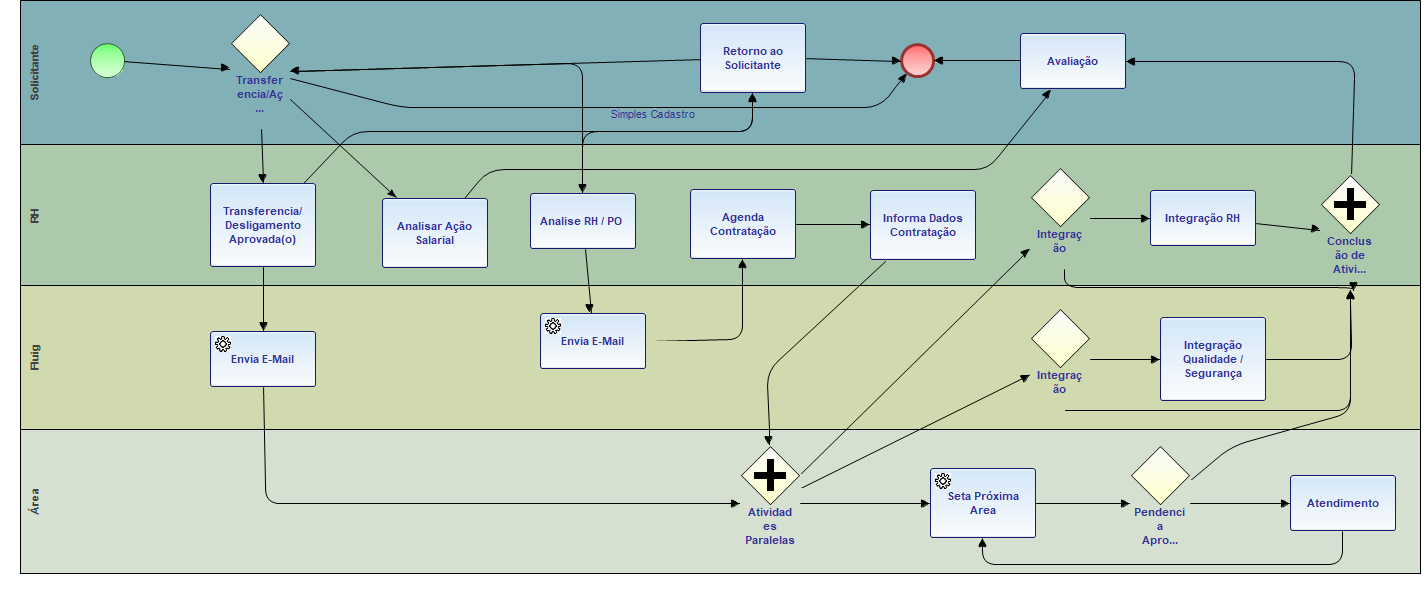 Solicitante
Transfer
encia/Aç
...
Retorno ao
Solicitante
Avaliação
Simples Cadastro
RH
Transferencia/
Desligamento
Aprovada(o)
Analisar Ação
Salarial
Analise RH / PO
Agenda
Contratação
Informa Dados
Contratação
Integraç
ão
Integração RH
Conclus
ão de
Ativi...
Fluig
Envia E-Mail
Envia E-Mail
Integraç
ão
Integração
Qualidade /
Segurança
Área
Atividad
es
Paralelas
Seta Próxima
Area
Pendenci
a
Apro...
Atendimento